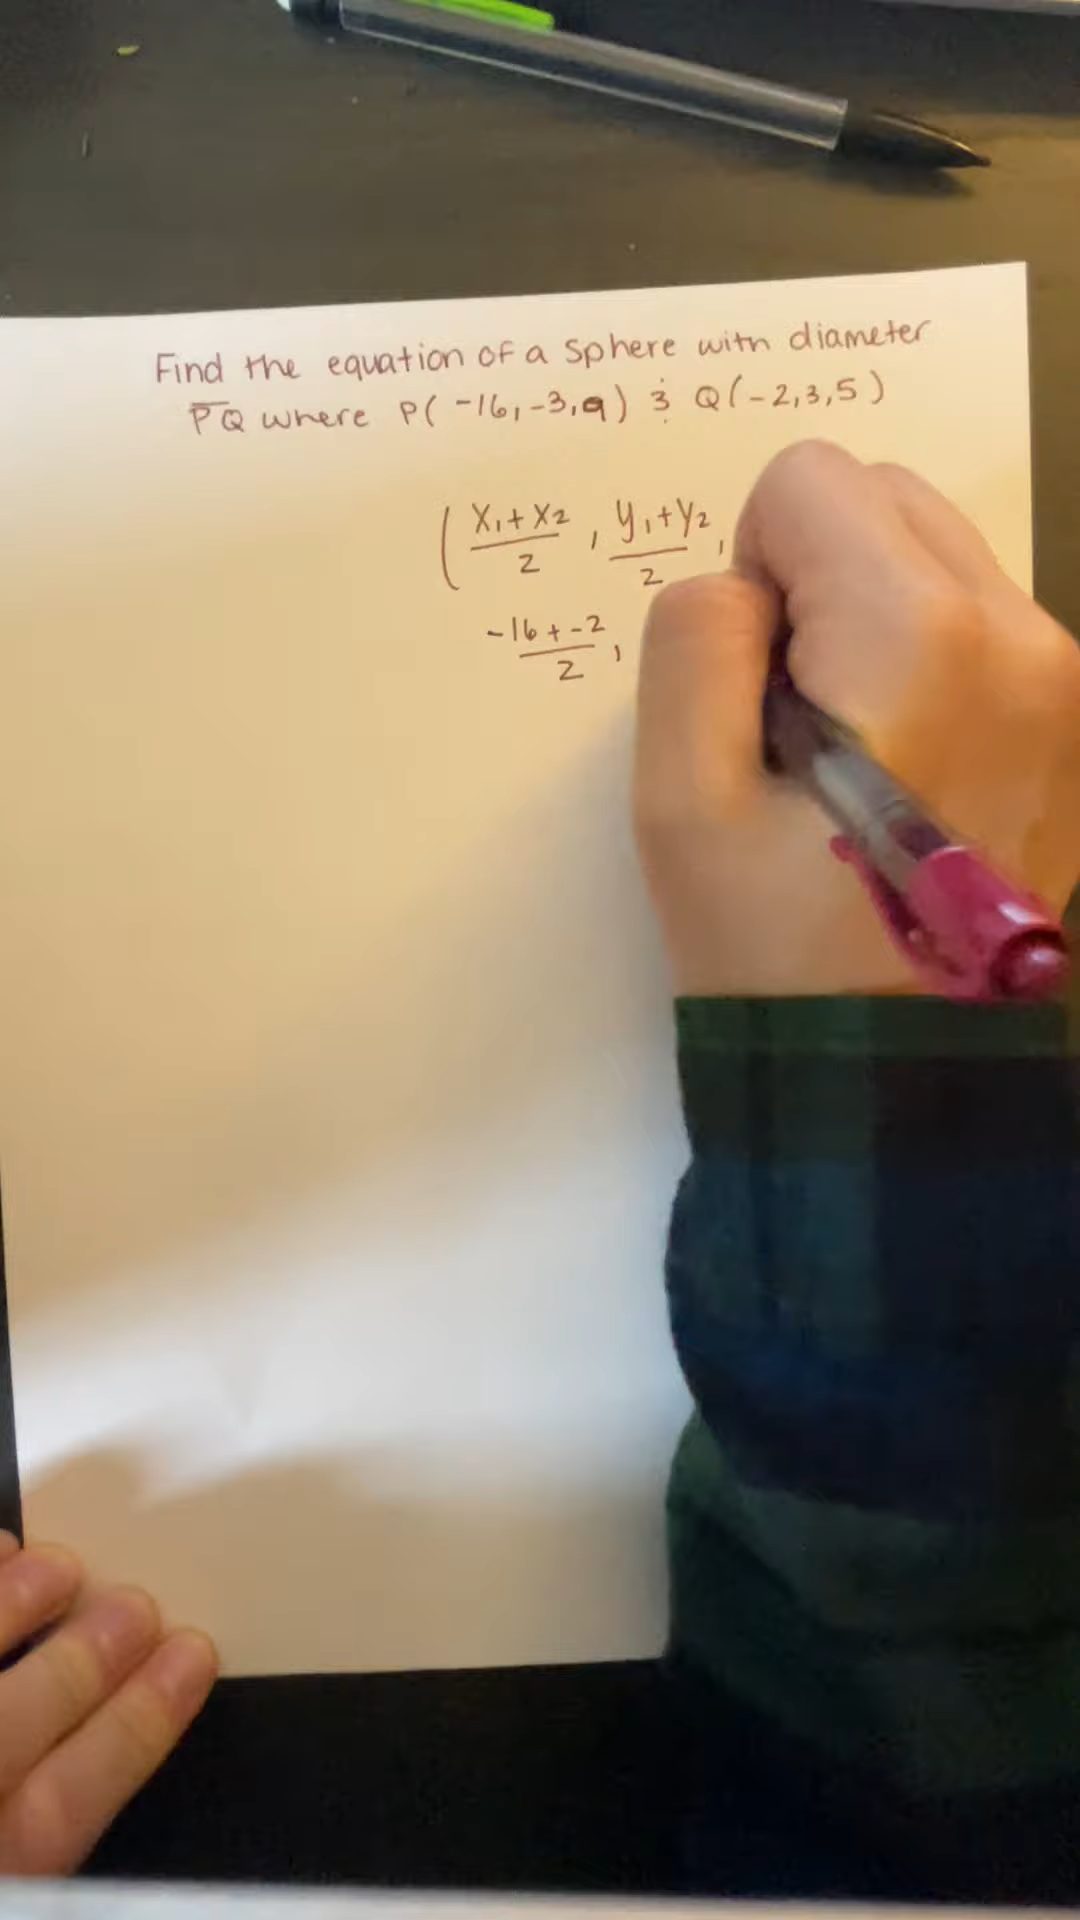 Find the equation of a sphere with diameter
P̅Q̅ where P(-16,-3,9) & Q(-2,3,5)
(X₁+X₂/2, y₁+y₂/2,
-16+-2/2,